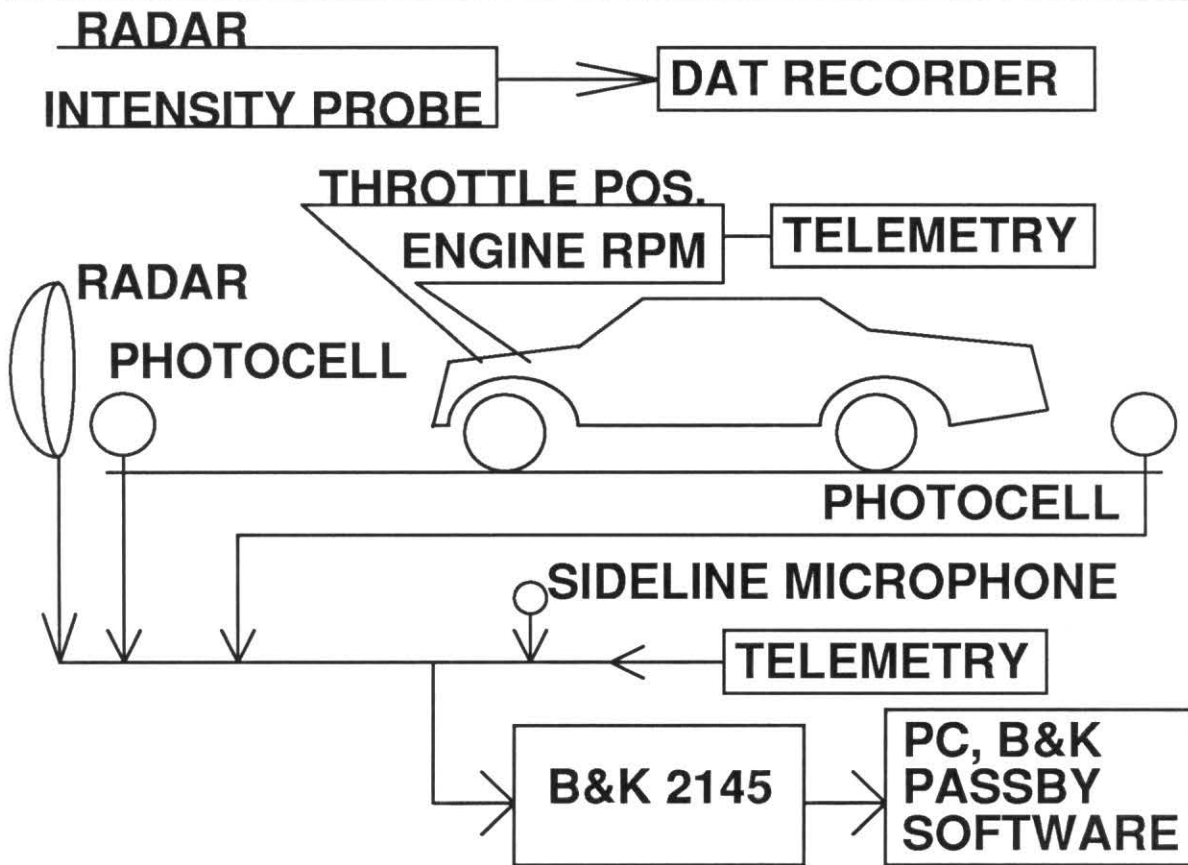 RADAR
INTENSITY PROBE
DAT RECORDER
THROTTLE POS.
ENGINE RPM
TELEMETRY
RADAR
PHOTOCELL
PHOTOCELL
SIDELINE MICROPHONE
TELEMETRY
B&K 2145
PC, B&K
PASSBY
SOFTWARE